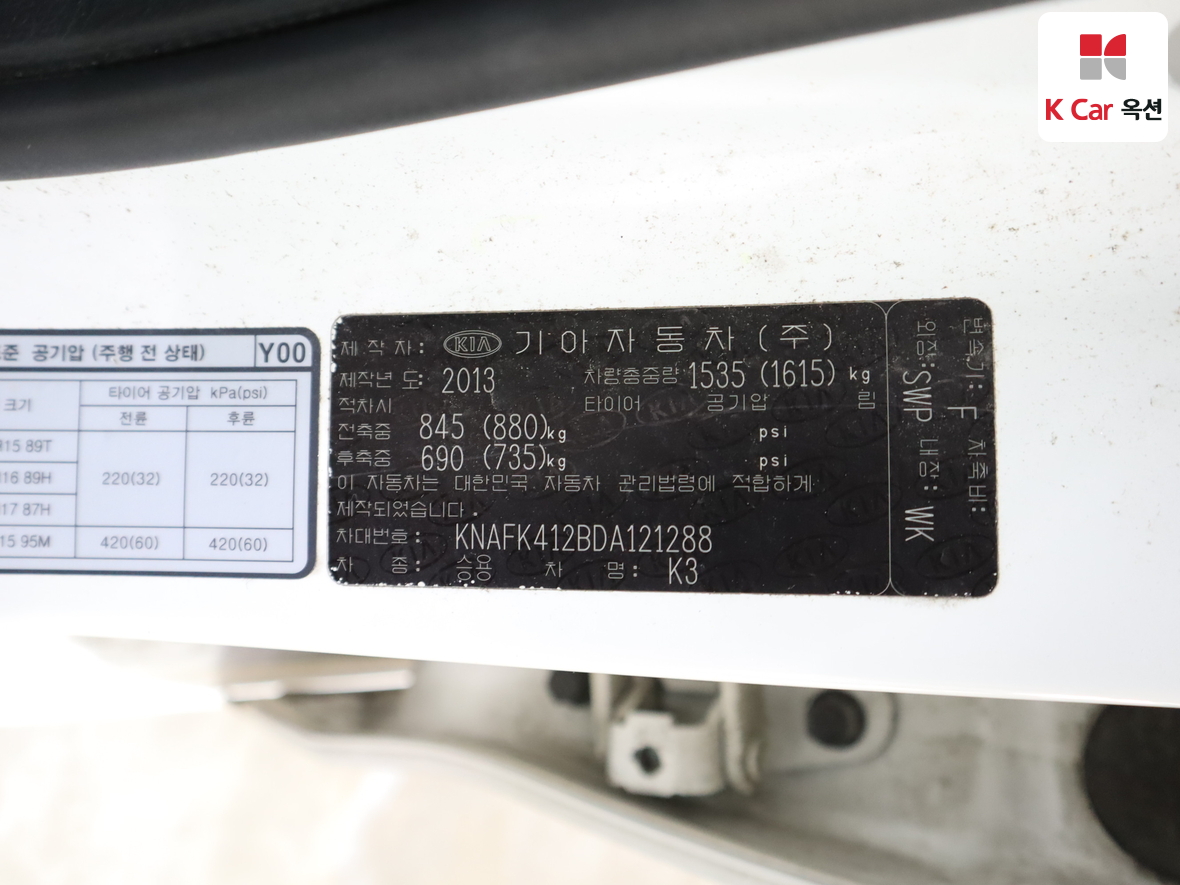 K Car 옥션
준 공기압 (주행 전 상태) Y00
크기 타이어 공기압 kPa(psi)
전륜 후륜
15 89T
16 89H 220(32) 220(32)
17 87H
15 95M 420(60) 420(60)
제 작 자: KIA 기아자동차(주)
제작년 도: 2013 차량총중량 1535 (1615) kg
적차시 타이어 공기압 림
전축중 845 (880)kg psi
후축중 690 (735)kg psi
이 자동차는 대한민국 자동차 관리법령에 적합하게
제작되었습니다.
차대번호: KNAFK412BDA121288
차 종: 승용 차 명: K3
변속기: F 차축비:
외장: SWP 내장: WK